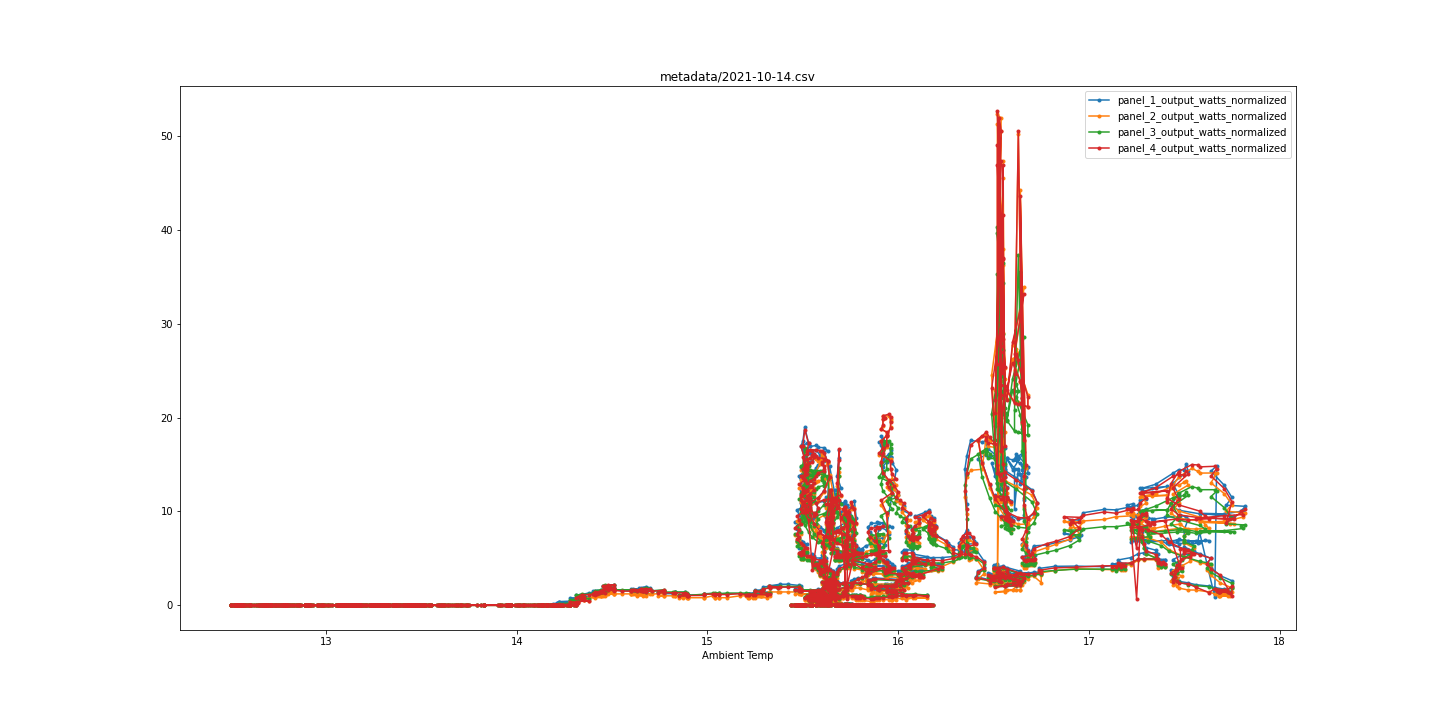 metadata/2021-10-14.csv
panel_1_output_watts_normalized
panel_2_output_watts_normalized
panel_3_output_watts_normalized
panel_4_output_watts_normalized
50
40
30
20
10
0
13 14 15 16 17 18
Ambient Temp